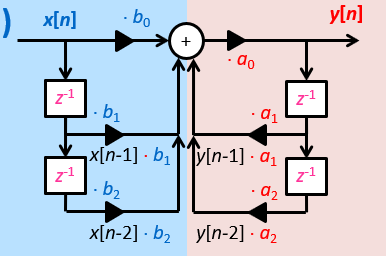 ) x[n] · b₀ + · a₀ y[n]
z⁻¹ z⁻¹
· b₁ · a₁
x[n-1] · b₁ y[n-1] · a₁
z⁻¹ z⁻¹
· b₂ · a₂
x[n-2] · b₂ y[n-2] · a₂